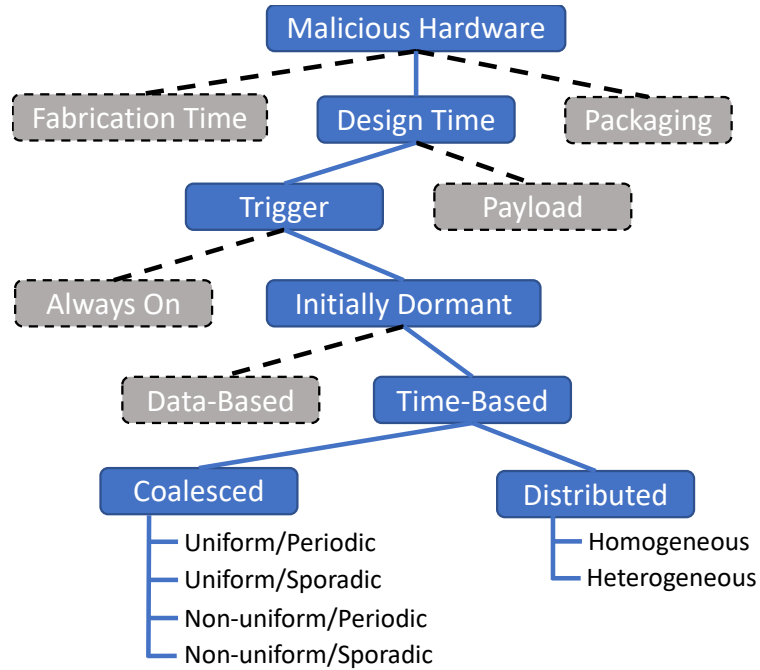 Malicious Hardware
Fabrication Time
Design Time
Packaging
Trigger
Payload
Always On
Initially Dormant
Data-Based
Time-Based
Coalesced
Distributed
Uniform/Periodic
Uniform/Sporadic
Non-uniform/Periodic
Non-uniform/Sporadic
Homogeneous
Heterogeneous